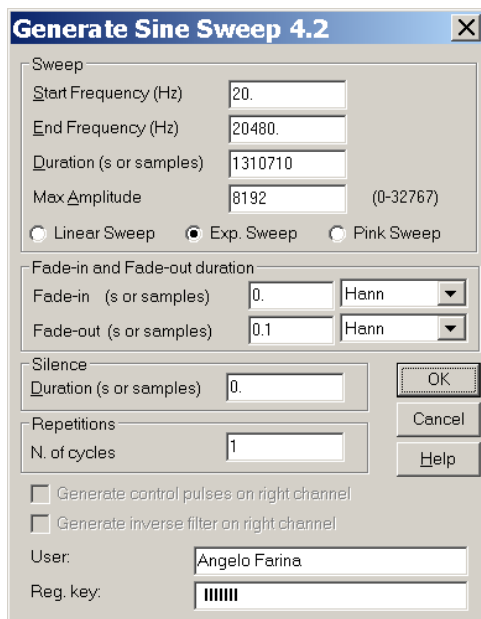 Generate Sine Sweep 4.2
Sweep
Start Frequency (Hz) 20.
End Frequency (Hz) 20480.
Duration (s or samples) 1310710
Max Amplitude 8192 (0-32767)
Linear Sweep Exp. Sweep Pink Sweep
Fade-in and Fade-out duration
Fade-in (s or samples) 0. Hann
Fade-out (s or samples) 0.1 Hann
Silence
Duration (s or samples) 0.
OK
Repetitions
Cancel
N. of cycles 1
Help
Generate control pulses on right channel
Generate inverse filter on right channel
User: Angelo Farina
Reg. key: